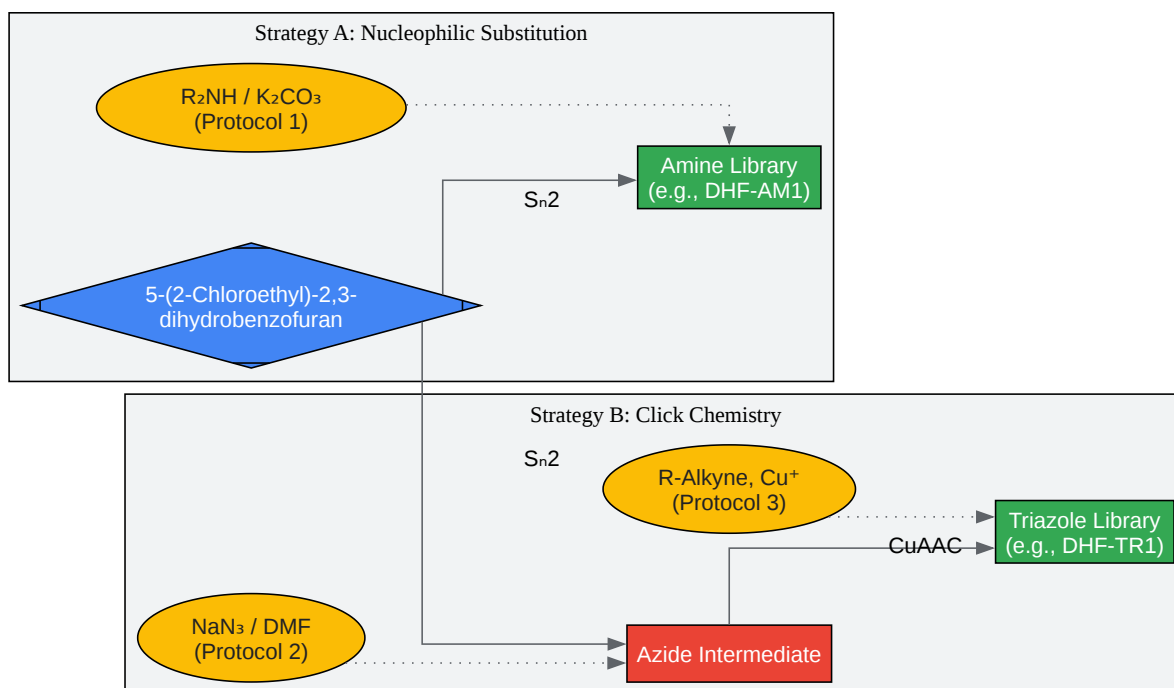 Strategy A: Nucleophilic Substitution
R₂NH / K₂CO₃
(Protocol 1)
Amine Library
(e.g., DHF-AM1)
Sₙ2
5-(2-Chloroethyl)-2,3-
dihydrobenzofuran
Strategy B: Click Chemistry
Sₙ2
R-Alkyne, Cu⁺
(Protocol 3)
Triazole Library
(e.g., DHF-TR1)
CuAAC
NaN₃ / DMF
(Protocol 2)
Azide Intermediate